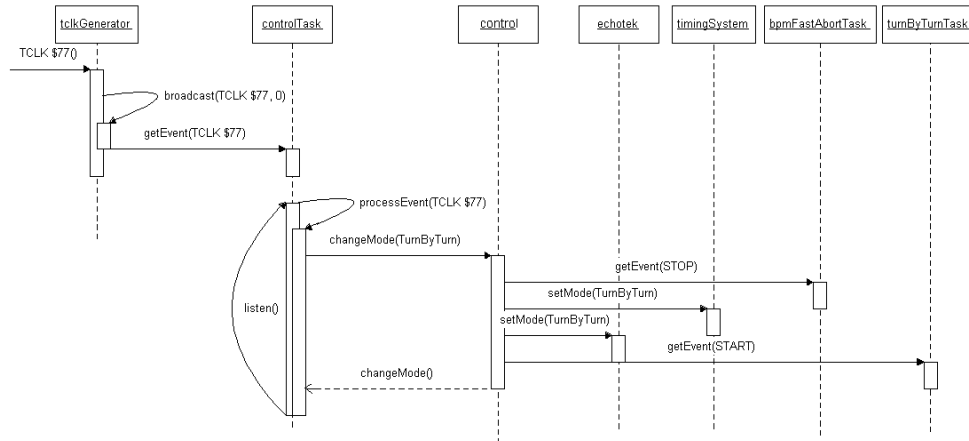 tclkGenerator
controlTask
control
echotek
timingSystem
bpmFastAbortTask
turnByTurnTask
TCLK $77()
broadcast(TCLK $77, 0)
getEvent(TCLK $77)
processEvent(TCLK $77)
changeMode(TurnByTurn)
getEvent(STOP)
setMode(TurnByTurn)
listen()
setMode(TurnByTurn)
getEvent(START)
changeMode()